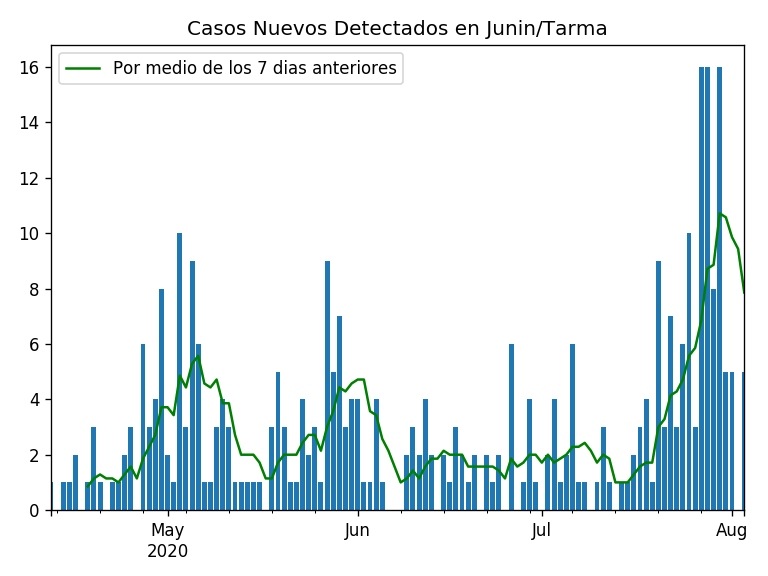 Casos Nuevos Detectados en Junin/Tarma
Por medio de los 7 dias anteriores
16
14
12
10
8
6
4
2
0
May
2020
Jun
Jul
Aug